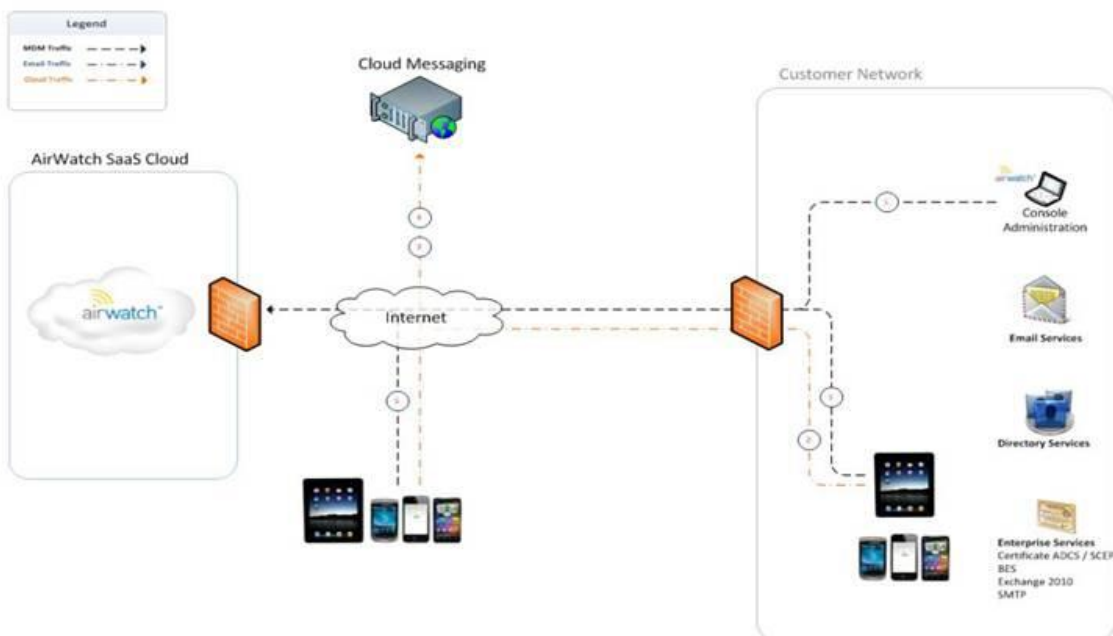 Legend
MDM Traffic
Email Traffic
Cloud Traffic
Cloud Messaging
Customer Network
AirWatch SaaS Cloud
airwatch
Console
Administration
airwatch™
Internet
Email Services
Directory Services
Enterprise Services
Certificate ADCS / SCEP
BES
Exchange 2010
SMTP